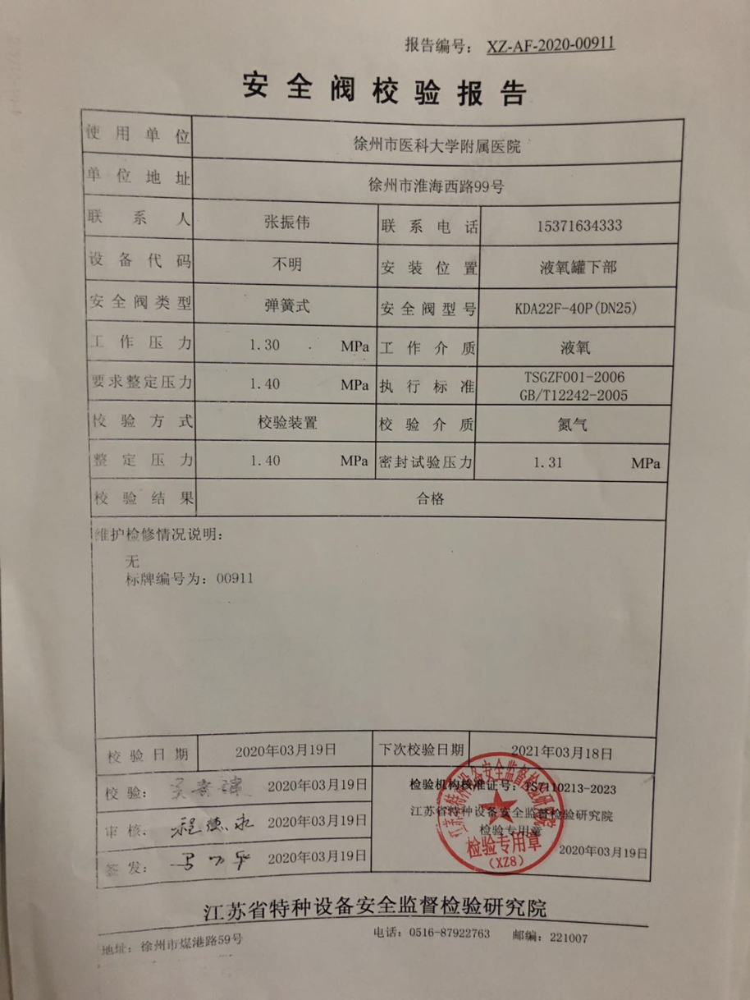 报告编号： XZ-AF-2020-00911
安全阀校验报告
使用单位 徐州市医科大学附属医院
单位地址 徐州市淮海西路99号
联系人 张振伟 联系电话 15371634333
设备代码 不明 安装位置 液氧罐下部
安全阀类型 弹簧式 安全阀型号 KDA22F-40P(DN25)
工作压力 1.30 MPa 工作介质 液氧
要求整定压力 1.40 MPa 执行标准 TSGZF001-2006
GB/T12242-2005
校验方式 校验装置 校验介质 氮气
整定压力 1.40 MPa 密封试验压力 1.31 MPa
校验结果 合格
维护检修情况说明：
无
标牌编号为：00911
校验日期 2020年03月19日 下次校验日期 2021年03月18日
校验： 2020年03月19日
审核. 程德永 2020年03月19日
签发： 2020年03月19日
检验机构核准证号：TS7110213-2023
江苏省特种设备安全监督检验研究院
检验专用章
2020年03月19日
江苏省特种设备安全监督检验研究院
检验专用章
(XZ8)
江苏省特种设备安全监督检验研究院
地址：徐州市煤港路59号 电话：0516-87922763 邮编：221007